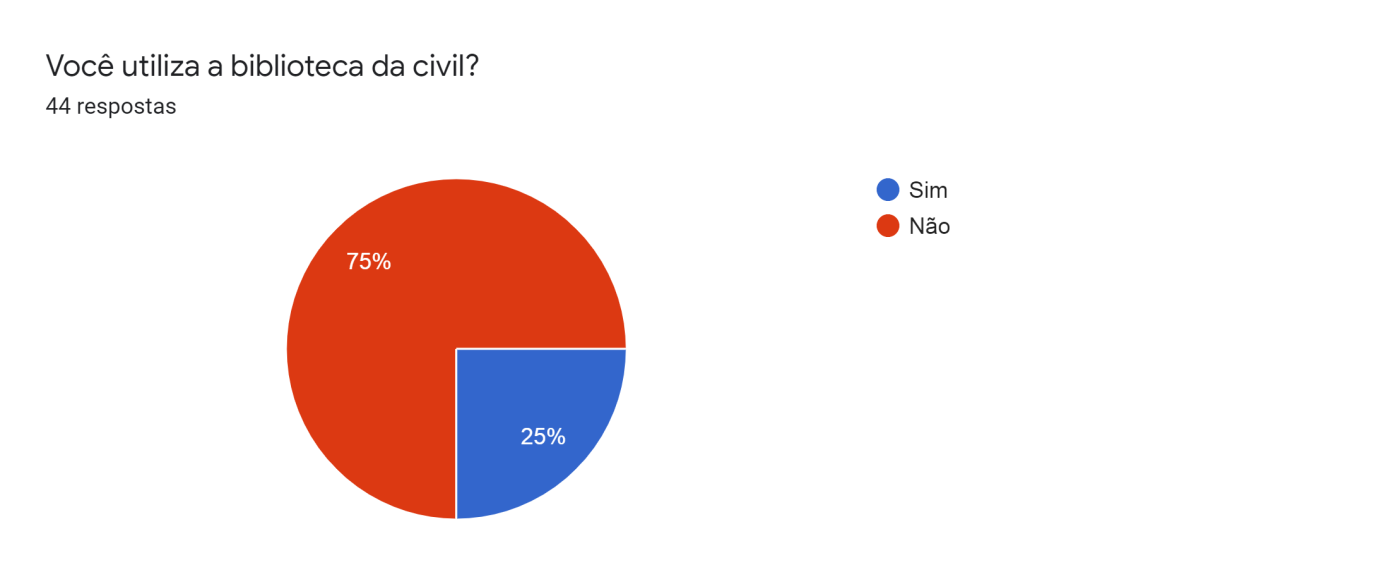 Você utiliza a biblioteca da civil?
44 respostas
Sim
Não
75%
25%